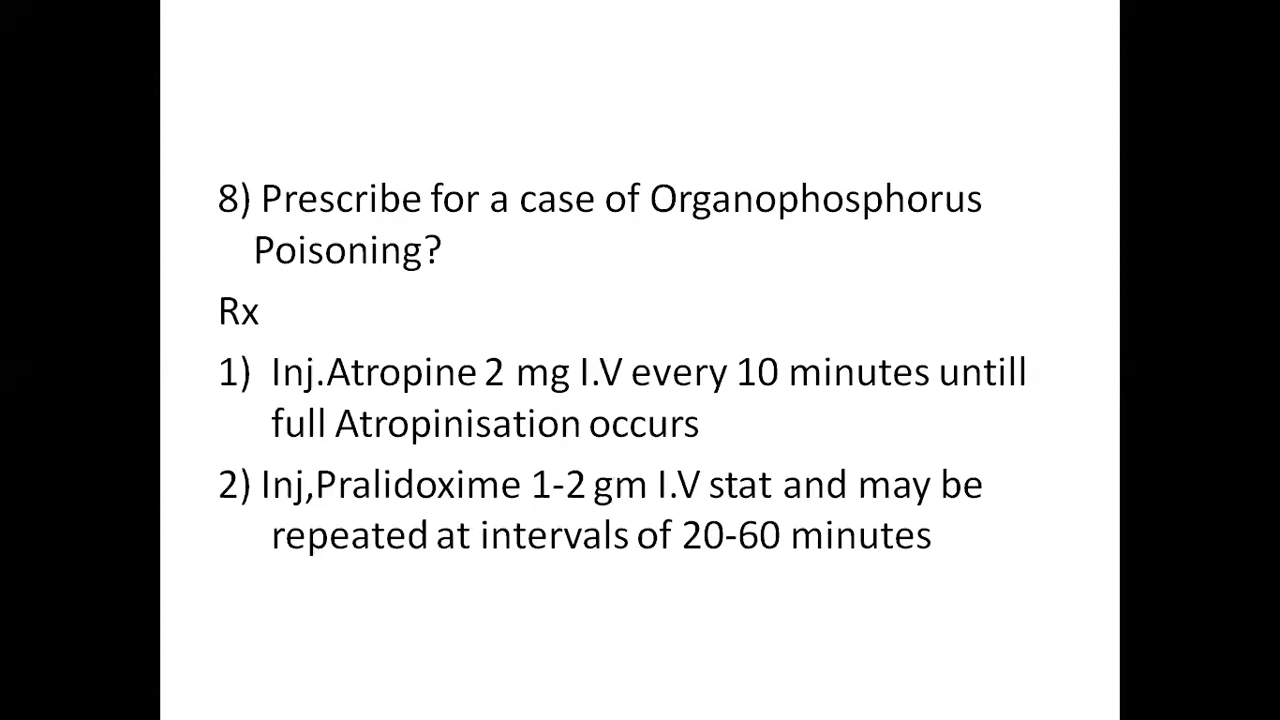 8) Prescribe for a case of Organophosphorus
Poisoning?
Rx
1) Inj.Atropine 2 mg I.V every 10 minutes untill
full Atropinisation occurs
2) Inj,Pralidoxime 1-2 gm I.V stat and may be
repeated at intervals of 20-60 minutes